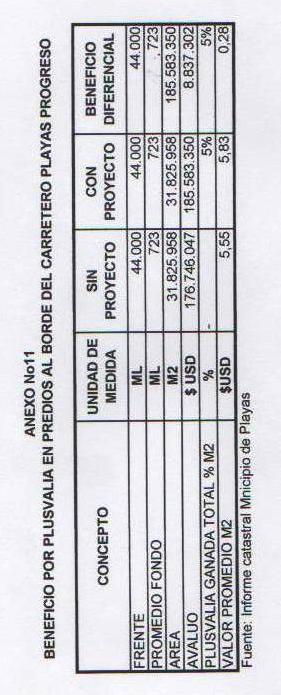 ANEXO No11
BENEFICIO POR PLUSVALIA EN PREDIOS AL BORDE DEL CARRETERO PLAYAS PROGRESO
CONCEPTO UNIDAD DE MEDIDA SIN PROYECTO CON PROYECTO BENEFICIO DIFERENCIAL
FRENTE ML 44.000 44.000 44.000
PROMEDIO FONDO ML 723 723 723
AREA M2 31.825.958 31.825.958 185.583.350
AVALUO $ USD 176.746.047 185.583.350 8.837.302
PLUSVALIA GANADA TOTAL % M2 % - 5% 5%
VALOR PROMEDIO M2 $USD 5,55 5,83 0,28
Fuente: Informe catastral Mnicipio de Playas